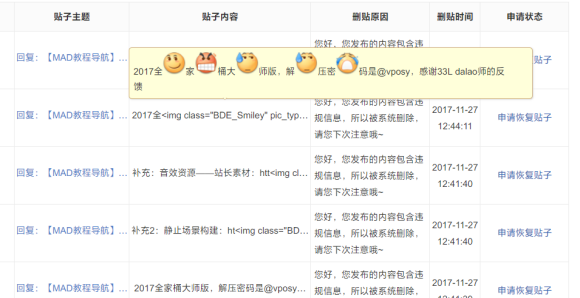 贴子主题 贴子内容 删贴原因 删贴时间 申请状态
您好，您发布的内容包含违
回复：【MAD教程导航】...
2017全家桶大师版，解压密码是@vposy，感谢33L dalao师的反
馈
您好，您发布的内容包含违
规信息，所以被系统删除，
请您下次注意哦~
回复：【MAD教程导航】... 2017全<img class="BDE_Smiley" pic_typ... 2017-11-27
12:44:11
申请恢复贴子
您好，您发布的内容包含违
规信息，所以被系统删除，
请您下次注意哦~
回复：【MAD教程导航】... 补充：音效资源——站长素材：htt<img cl... 2017-11-27
12:41:40
申请恢复贴子
您好，您发布的内容包含违
规信息，所以被系统删除，
请您下次注意哦~
回复：【MAD教程导航】... 补充2：静止场景构建：ht<img class="BD... 2017-11-27
12:41:40
申请恢复贴子
您好，您发布的内容包含违
规信息，所以被系统删除，
回复：【MAD教程导航】... 2017全家桶大师版，解压密码是@vposy... 2017-11-27
申请恢复贴子